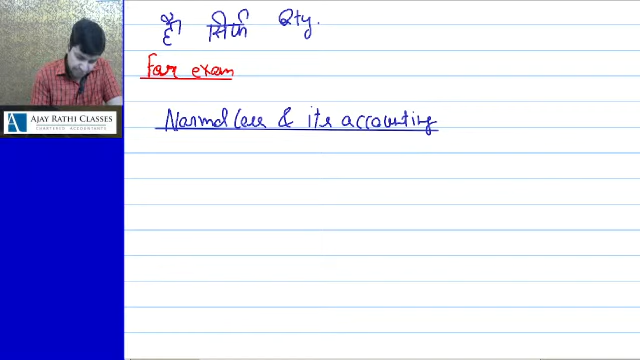 है। सिर्फ Qty.
For exam
Normal Loss & its accounting
AJAY RATHI CLASSES
CHARTERED ACCOUNTANTS